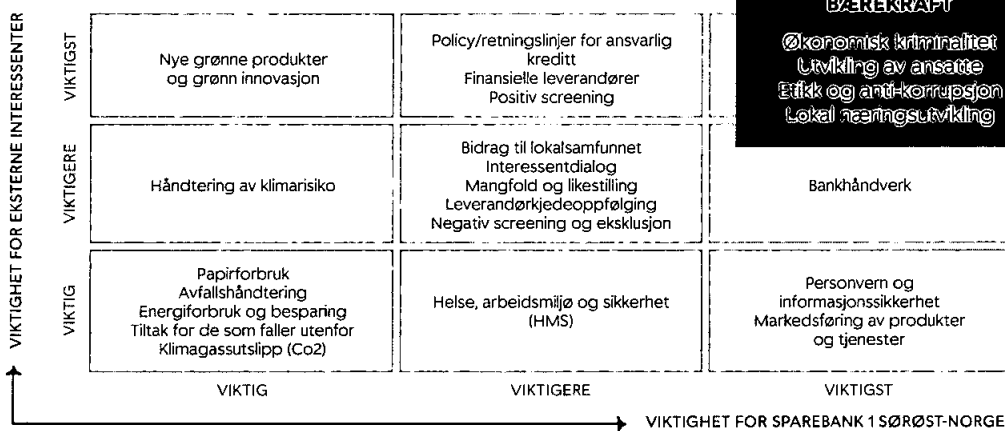 BÆREKRAFT
Økonomisk kriminalitet
Utvikling av ansatte
Etikk og anti-korrupsjon
Lokal næringsutvikling
VIKTIGHET FOR EKSTERNE INTERESSENTER
VIKTIGST
Nye grønne produkter
og grønn innovasjon
Policy/retningslinjer for ansvarlig
kreditt
Finansielle leverandører
Positiv screening
VIKTIGERE
Håndtering av klimarisiko
Bidrag til lokalsamfunnet
Interessentdialog
Mangfold og likestilling
Leverandørkjedeoppfølging
Negativ screening og eksklusjon
Bankhåndverk
VIKTIG
Papirforbruk
Avfallshåndtering
Energiforbruk og besparing
Tiltak for de som faller utenfor
Klimagassutslipp (Co2)
Helse, arbeidsmiljø og sikkerhet
(HMS)
Personvern og
informasjonssikkerhet
Markedsføring av produkter
og tjenester
VIKTIG
VIKTIGERE
VIKTIGST
VIKTIGHET FOR SPAREBANK 1 SØRØST-NORGE